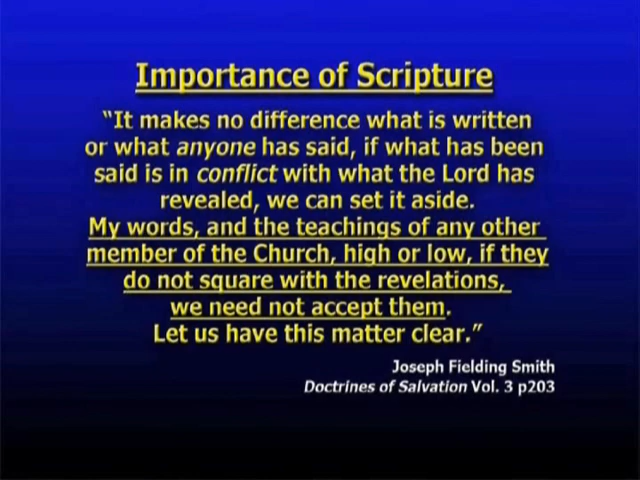 Importance of Scripture
“It makes no difference what is written
or what anyone has said, if what has been
said is in conflict with what the Lord has
revealed, we can set it aside.
My words, and the teachings of any other
member of the Church, high or low, if they
do not square with the revelations,
we need not accept them.
Let us have this matter clear.”
Joseph Fielding Smith
Doctrines of Salvation Vol. 3 p203